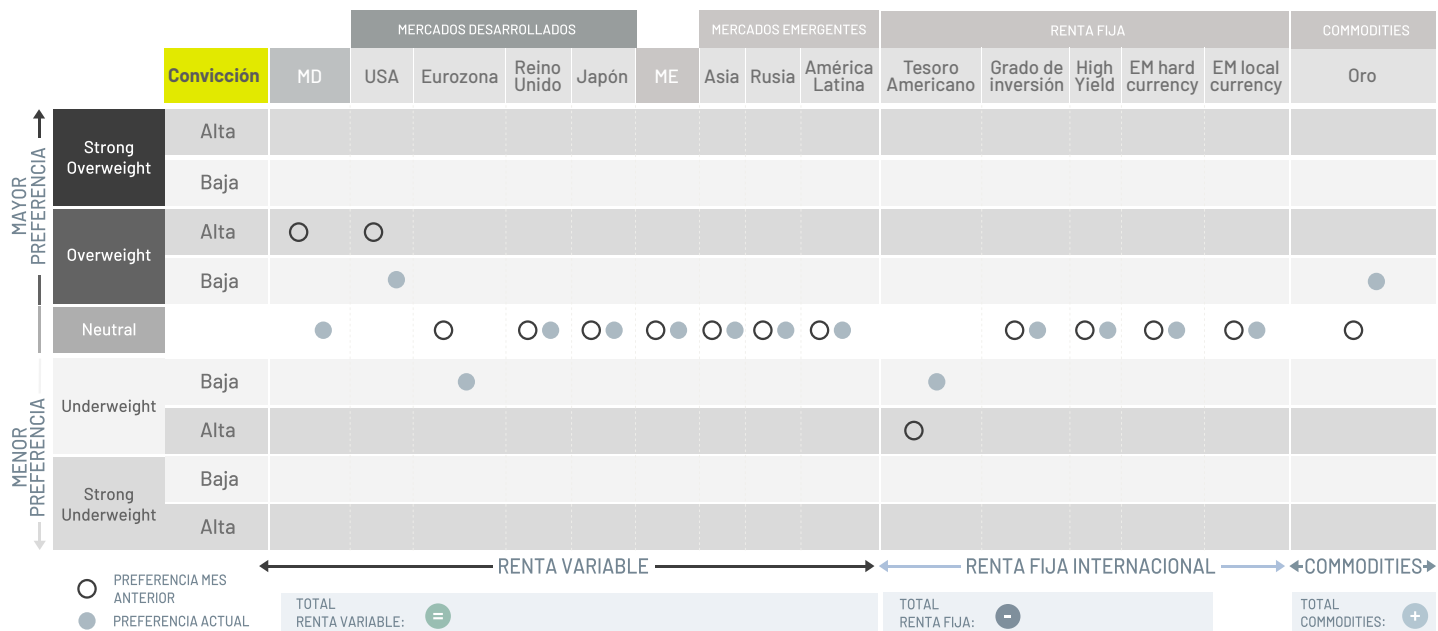 MERCADOS DESARROLLADOS
MERCADOS EMERGENTES
RENTA FIJA
COMMODITIES
Convicción
MD
USA
Eurozona
Reino
Unido
Japón
ME
Asia
Rusia
América
Latina
Tesoro
Americano
Grado de
inversión
High
Yield
EM hard
currency
EM local
currency
Oro
MAYOR
PREFERENCIA
Strong
Overweight
Alta
Baja
Overweight
Alta
Baja
Neutral
MENOR
PREFERENCIA
Underweight
Baja
Alta
Strong
Underweight
Baja
Alta
RENTA VARIABLE
RENTA FIJA INTERNACIONAL
COMMODITIES
PREFERENCIA MES
ANTERIOR
PREFERENCIA ACTUAL
TOTAL
RENTA VARIABLE:
=
TOTAL
RENTA FIJA:
-
TOTAL
COMMODITIES:
+